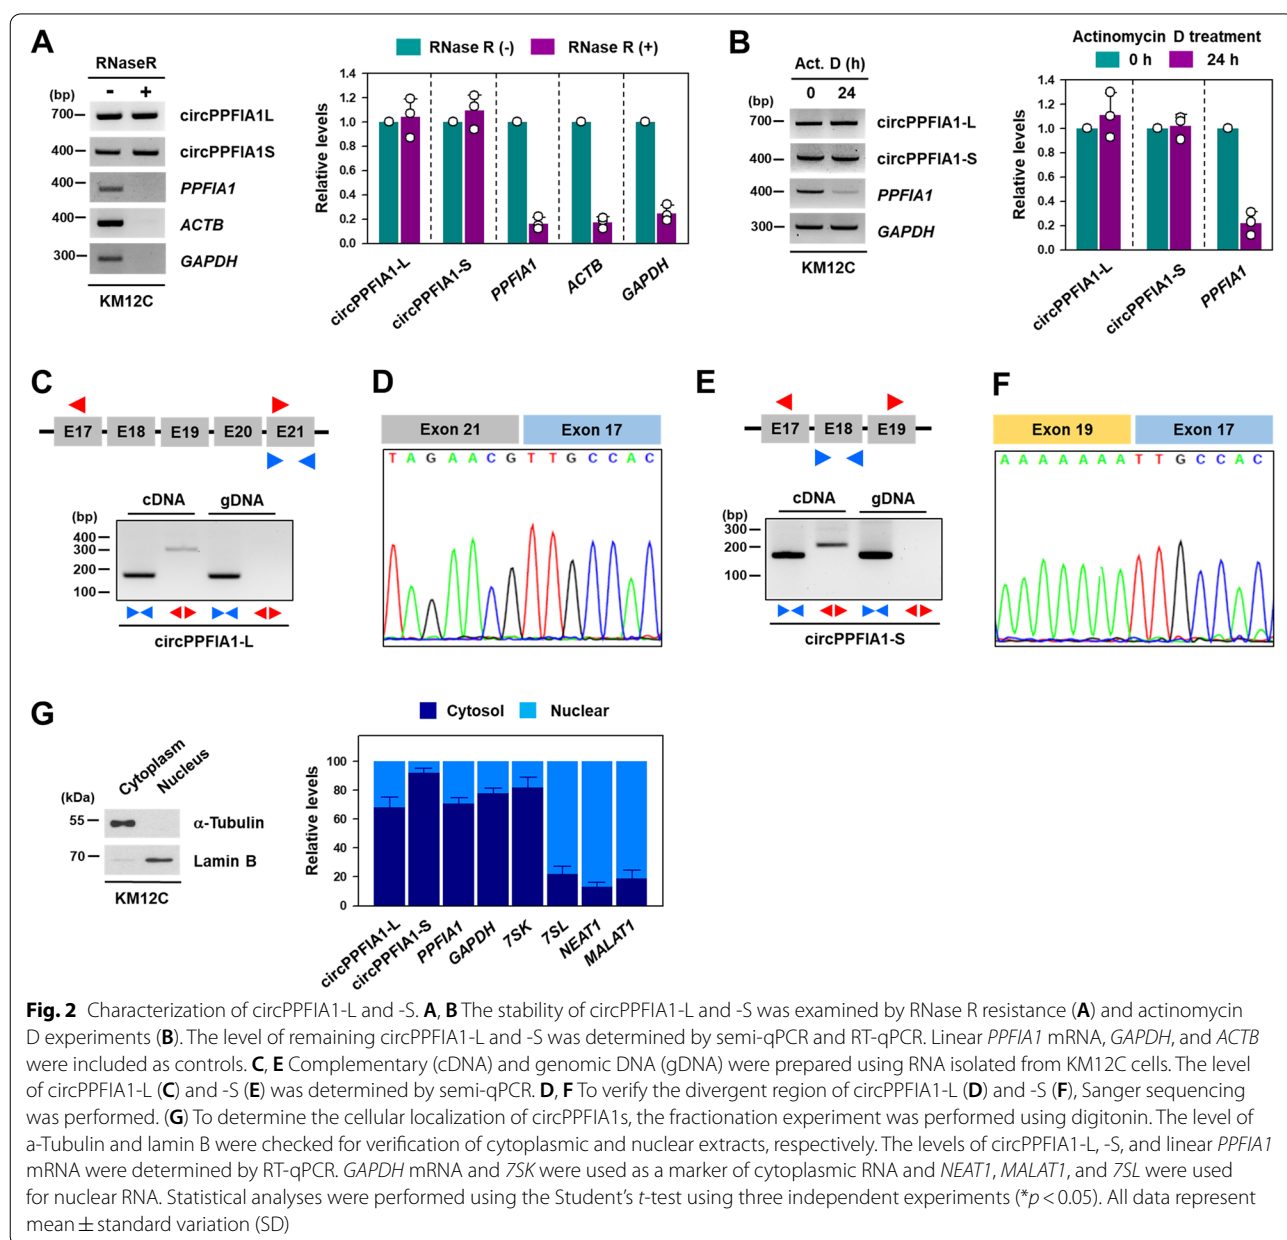 A
RNaseR
(bp) - +
700 circPPFIA1L
400 circPPFIA1S
400 PPFIA1
400 ACTB
300 GAPDH
KM12C
RNase R (-) RNase R (+)
Relative levels
1.4
1.2
1.0
0.8
0.6
0.4
0.2
0.0
circPPFIA1-L circPPFIA1-S PPFIA1 ACTB GAPDH
B
Act. D (h)
0 24
(bp)
700 circPPFIA1-L
400 circPPFIA1-S
400 PPFIA1
300 GAPDH
KM12C
Actinomycin D treatment
0 h 24 h
Relative levels
1.4
1.2
1.0
0.8
0.6
0.4
0.2
0.0
circPPFIA1-L circPPFIA1-S PPFIA1
C
E17 E18 E19 E20 E21
cDNA gDNA
(bp)
400
300
200
100
circPPFIA1-L
D
Exon 21 Exon 17
T A G A A C G T T G C C A C
E
E17 E18 E19
cDNA gDNA
(bp)
300
200
100
circPPFIA1-S
F
Exon 19 Exon 17
A A A A A A A T T G C C A C
G
Cytoplasm Nucleus
(kDa)
55 α-Tubulin
70 Lamin B
KM12C
Cytosol Nuclear
Relative levels
100
80
60
40
20
0
circPPFIA1-L circPPFIA1-S PPFIA1 GAPDH 7SK 7SL NEAT1 MALAT1
Fig. 2 Characterization of circPPFIA1-L and -S. A, B The stability of circPPFIA1-L and -S was examined by RNase R resistance (A) and actinomycin
D experiments (B). The level of remaining circPPFIA1-L and -S was determined by semi-qPCR and RT-qPCR. Linear PPFIA1 mRNA, GAPDH, and ACTB
were included as controls. C, E Complementary (cDNA) and genomic DNA (gDNA) were prepared using RNA isolated from KM12C cells. The level
of circPPFIA1-L (C) and -S (E) was determined by semi-qPCR. D, F To verify the divergent region of circPPFIA1-L (D) and -S (F), Sanger sequencing
was performed. (G) To determine the cellular localization of circPPFIA1s, the fractionation experiment was performed using digitonin. The level of
a-Tubulin and lamin B were checked for verification of cytoplasmic and nuclear extracts, respectively. The levels of circPPFIA1-L, -S, and linear PPFIA1
mRNA were determined by RT-qPCR. GAPDH mRNA and 7SK were used as a marker of cytoplasmic RNA and NEAT1, MALAT1, and 7SL were used
for nuclear RNA. Statistical analyses were performed using the Student's t-test using three independent experiments (*p < 0.05). All data represent
mean ± standard variation (SD)